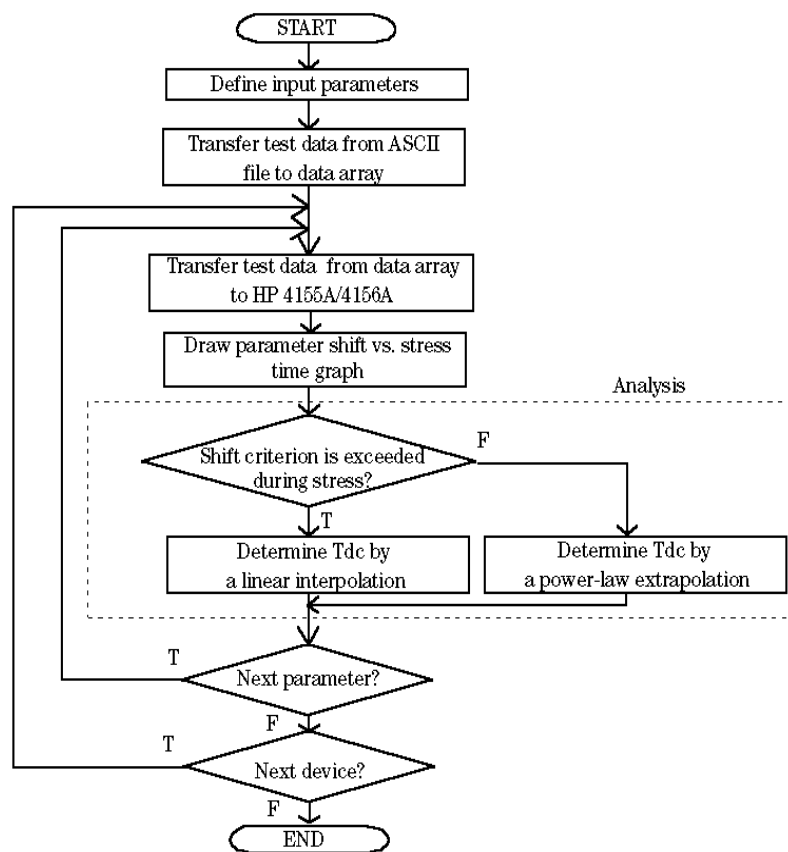 START
Define input parameters
Transfer test data from ASCII
file to data array
Transfer test data from data array
to HP 4155A/4156A
Draw parameter shift vs. stress
time graph
Analysis
Shift criterion is exceeded
during stress?
F
T
Determine Tdc by
a linear interpolation
Determine Tdc by
a power-law extrapolation
T
Next parameter?
F
T
Next device?
F
END